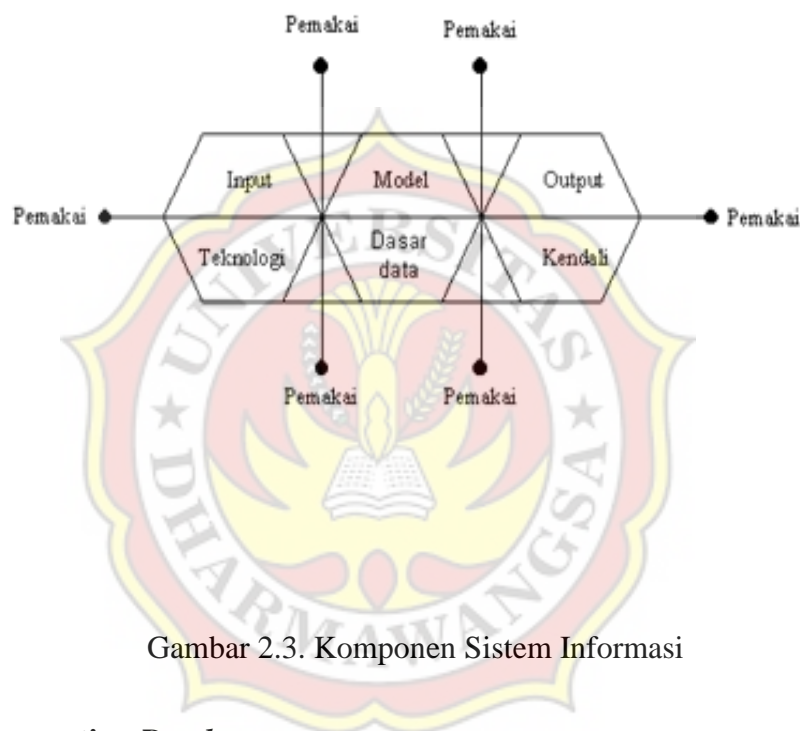 Pemakai Pemakai
Input Model Output
Pemakai Pemakai
Teknologi Dasar data Kendali
Pemakai Pemakai
UNIVERSITAS
DHARMAWANGSA
Gambar 2.3. Komponen Sistem Informasi